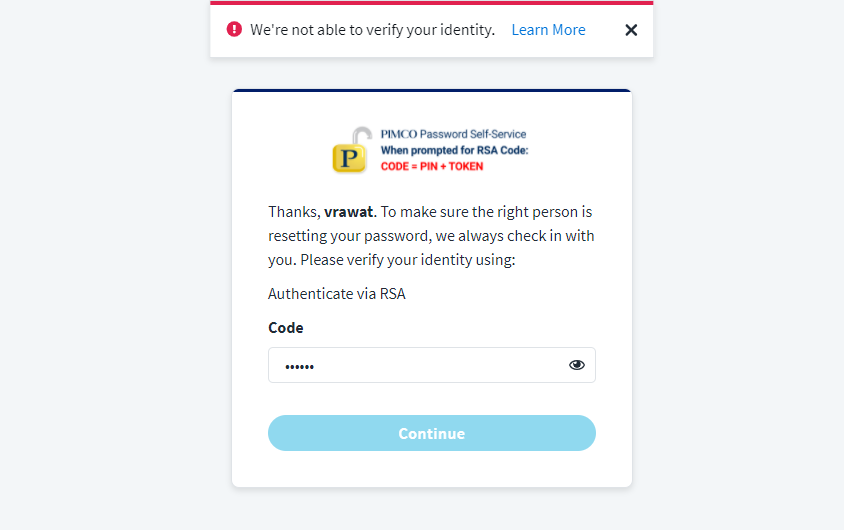 We're not able to verify your identity. Learn More
PIMCO Password Self-Service
P When prompted for RSA Code:
CODE = PIN + TOKEN
Thanks, vrawat. To make sure the right person is
resetting your password, we always check in with
you. Please verify your identity using:
Authenticate via RSA
Code
••••••
Continue